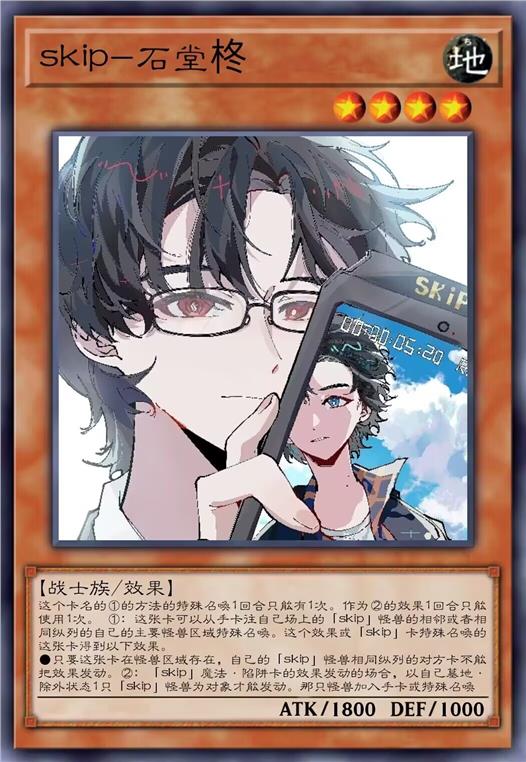 skip-石堂柊
地
SKiP
00:00:05:20
【战士族/效果】
这个卡名的①的方法的特殊召唤1回合只能有1次。作为②的效果1回合只能
使用1次。 ①: 这张卡可以从手卡往自己场上的「skip」怪兽的相邻或者相
同纵列的自己的主要怪兽区域特殊召唤。这个效果或「skip」卡特殊召唤的
这张卡得到以下效果。
●只要这张卡在怪兽区域存在，自己的「skip」怪兽相同纵列的对方卡不能
把效果发动。②: 「skip」魔法·陷阱卡的效果发动的场合，以自己墓地·
除外状态1只「skip」怪兽为对象才能发动。那只怪兽加入手卡或特殊召唤
ATK/1800 DEF/1000